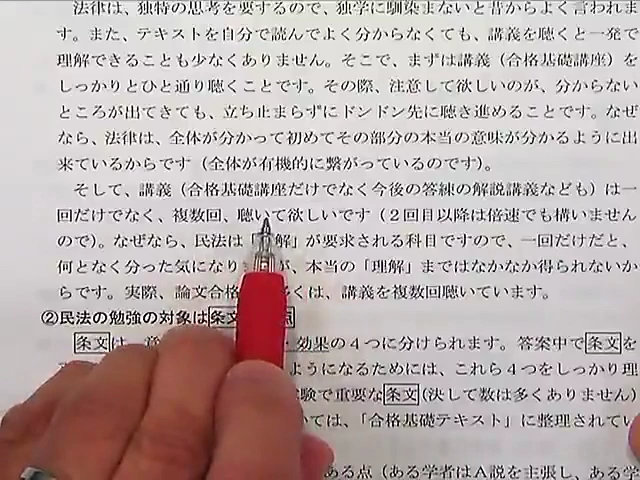 法律は、独特の思考を要するので、独学に馴染まないと昔からよく言われま
す。また、テキストを自分で読んでよく分からなくても、講義を聴くと一発で
理解できることも少なくありません。そこで、まずは講義（合格基礎講座）を
しっかりとひと通り聴くことです。その際、注意して欲しいのが、分からない
ところが出てきても、立ち止まらずにドンドン先に聴き進めることです。なぜ
なら、法律は、全体が分かって初めてその部分の本当の意味が分かるように出
来ているからです（全体が有機的に繋がっているのです）。
そして、講義（合格基礎講座だけでなく今後の答練の解説講義なども）は一
回だけでなく、複数回、聴いて欲しいです（２回目以降は倍速でも構いません
ので）。なぜなら、民法は「 解」が要求される科目ですので、一回だけだと、
何となく分った気になり が、本当の「理解」まではなかなか得られないか
らです。実際、論文合格 多くは、講義を複数回聴いています。
②民法の勉強の対象は条文 点
条文は、意 ・効果の４つに分けられます。答案中で条文を
ようになるためには、これら４つをしっかり理
験で重要な条文(決して数は多くありません)
ては、「合格基礎テキスト」に整理されてい
ある点（ある学者はＡ説を主張し、ある学